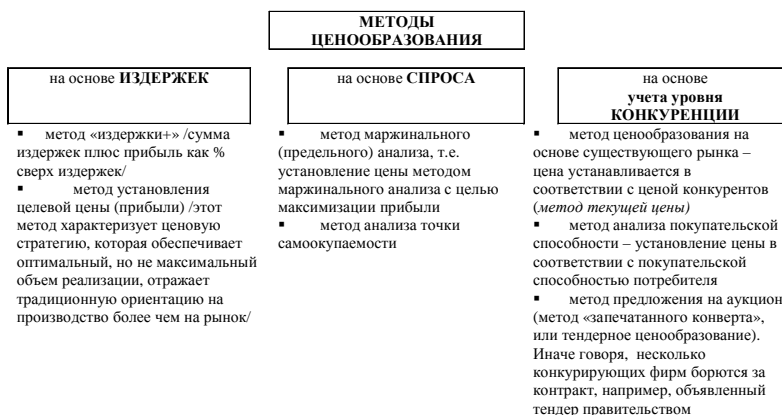 МЕТОДЫ
ЦЕНООБРАЗОВАНИЯ
на основе ИЗДЕРЖЕК
▪ метод «издержки+» /сумма
издержек плюс прибыль как %
сверх издержек/
▪ метод установления
целевой цены (прибыли) /этот
метод характеризует ценовую
стратегию, которая обеспечивает
оптимальный, но не максимальный
объем реализации, отражает
традиционную ориентацию на
производство более чем на рынок/
на основе СПРОСА
▪ метод маржинального
(предельного) анализа, т.е.
установление цены методом
маржинального анализа с целью
максимизации прибыли
▪ метод анализа точки
самоокупаемости
на основе
учета уровня
КОНКУРЕНЦИИ
▪ метод ценообразования на
основе существующего рынка –
цена устанавливается в
соответствии с ценой конкурентов
(метод текущей цены)
▪ метод анализа покупательской
способности – установление цены в
соответствии с покупательской
способностью потребителя
▪ метод предложения на аукцион
(метод «запечатанного конверта»,
или тендерное ценообразование).
Иначе говоря, несколько
конкурирующих фирм борются за
контракт, например, объявленный
тендер правительством